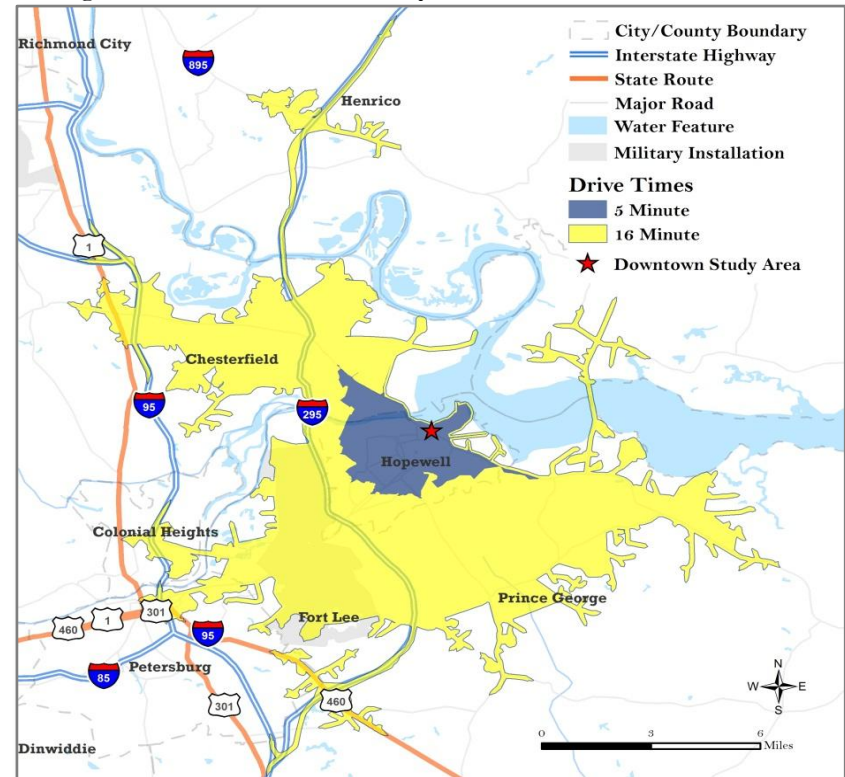 Richmond City
895
Henrico
City/County Boundary
Interstate Highway
State Route
Major Road
Water Feature
Military Installation
Drive Times
5 Minute
16 Minute
Downtown Study Area
1
Chesterfield
95
295
Hopewell
Colonial Heights
Prince George
Fort Lee
460
1
301
95
Petersburg
85
301
460
Dinwiddie
N
W
E
S
0
3
6
Miles